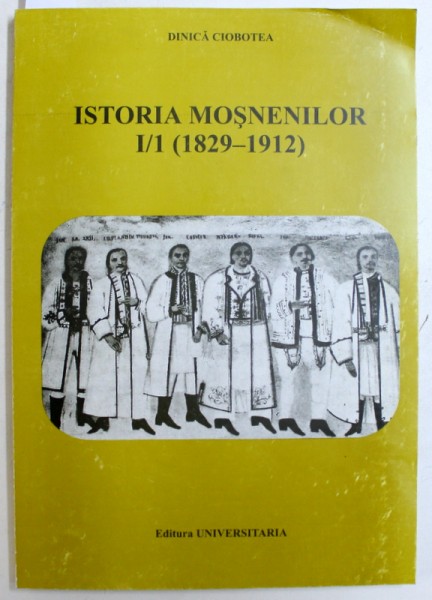 DINICĂ CIOBOTEA
ISTORIA MOŞNENILOR
I/1 (1829–1912)
Editura UNIVERSITARIA